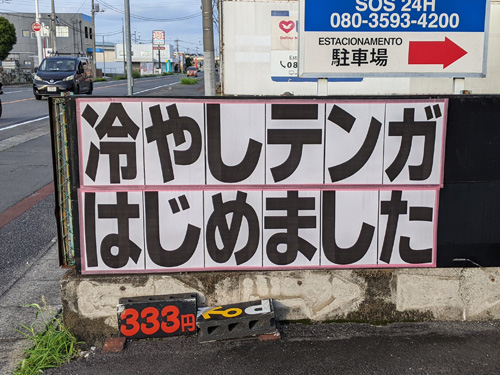 SOS 24H
080-3593-4200
ESTACIONAMENTO
駐車場
冷やしテンガ
はじめました
333円